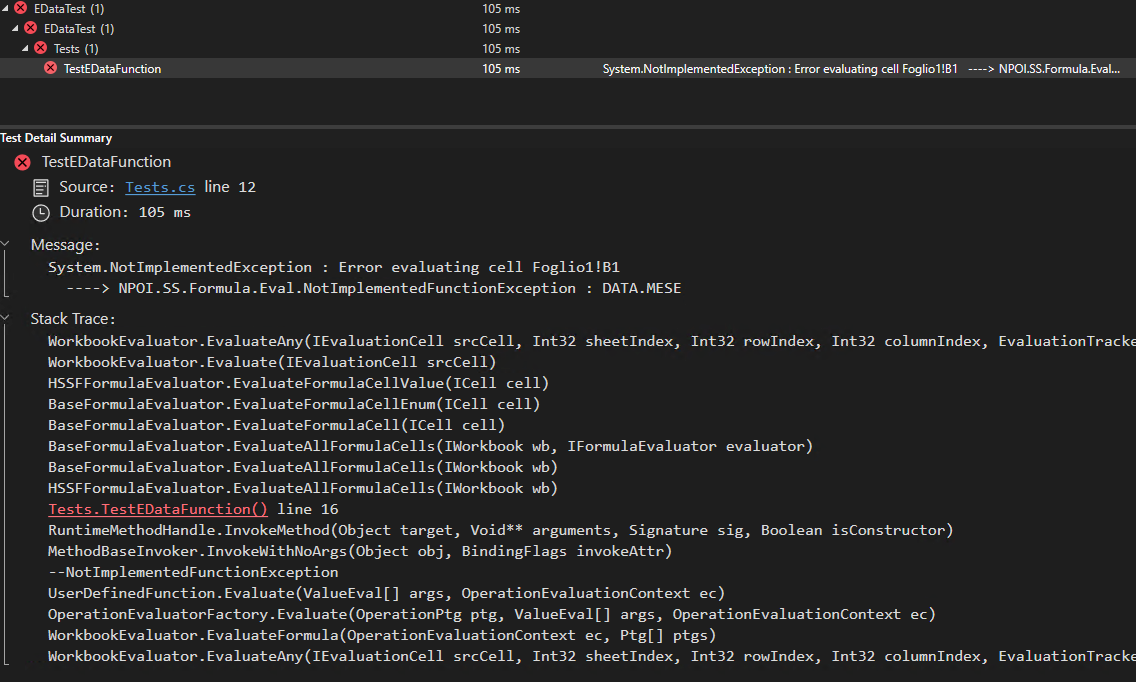 EDataTest (1) 105 ms
EDataTest (1) 105 ms
Tests (1) 105 ms
TestEDataFunction 105 ms System.NotImplementedException : Error evaluating cell Foglio1!B1 ----> NPOI.SS.Formula.Eval...
Test Detail Summary
TestEDataFunction
Source: Tests.cs line 12
Duration: 105 ms
Message:
System.NotImplementedException : Error evaluating cell Foglio1!B1
----> NPOI.SS.Formula.Eval.NotImplementedFunctionException : DATA.MESE
Stack Trace:
WorkbookEvaluator.EvaluateAny(IEvaluationCell srcCell, Int32 sheetIndex, Int32 rowIndex, Int32 columnIndex, EvaluationTracke
WorkbookEvaluator.Evaluate(IEvaluationCell srcCell)
HSSFFormulaEvaluator.EvaluateFormulaCellValue(ICell cell)
BaseFormulaEvaluator.EvaluateFormulaCellEnum(ICell cell)
BaseFormulaEvaluator.EvaluateFormulaCell(ICell cell)
BaseFormulaEvaluator.EvaluateAllFormulaCells(IWorkbook wb, IFormulaEvaluator evaluator)
BaseFormulaEvaluator.EvaluateAllFormulaCells(IWorkbook wb)
HSSFFormulaEvaluator.EvaluateAllFormulaCells(IWorkbook wb)
Tests.TestEDataFunction() line 16
RuntimeMethodHandle.InvokeMethod(Object target, Void** arguments, Signature sig, Boolean isConstructor)
MethodBaseInvoker.InvokeWithNoArgs(Object obj, BindingFlags invokeAttr)
--NotImplementedFunctionException
UserDefinedFunction.Evaluate(ValueEval[] args, OperationEvaluationContext ec)
OperationEvaluatorFactory.Evaluate(OperationPtg ptg, ValueEval[] args, OperationEvaluationContext ec)
WorkbookEvaluator.EvaluateFormula(OperationEvaluationContext ec, Ptg[] ptgs)
WorkbookEvaluator.EvaluateAny(IEvaluationCell srcCell, Int32 sheetIndex, Int32 rowIndex, Int32 columnIndex, EvaluationTracke